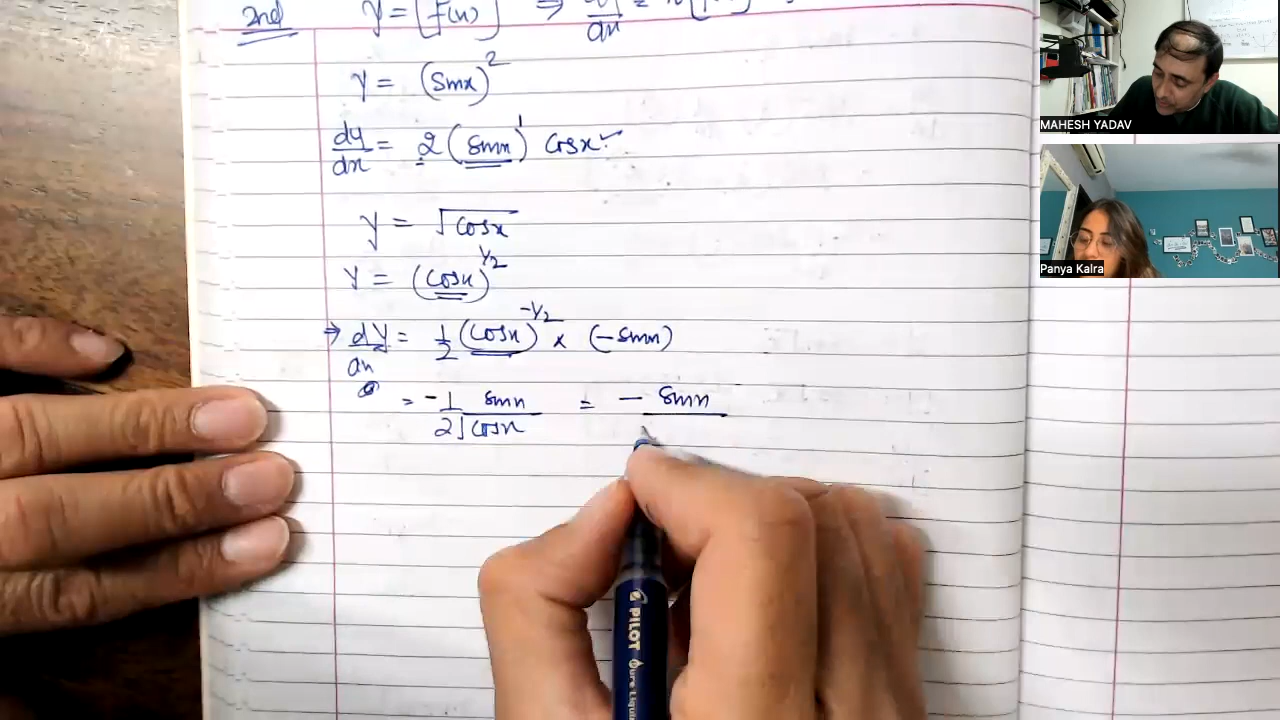 2nd y = [f(x)] ⇒
dx
y = (sinx)²
dy/dx = 2 (sinx)¹ cosx ✓
y = √cosx
y = (cosx)^1/2
⇒ dy/dx = 1/2 (cosx)^-1/2 × (-sinx)
= -1/2 sinx/√cosx = - sinx
MAHESH YADAV
Panya Kalra
PILOT